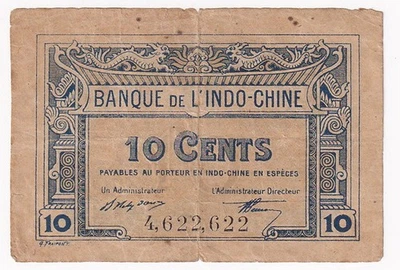 BANQUE DE L'INDO-CHINE
10 CENTS
PAYABLES AU PORTEUR EN INDO-CHINE EN ESPÈCES
Un Administrateur L'Administrateur Directeur
4,622,622
10 10